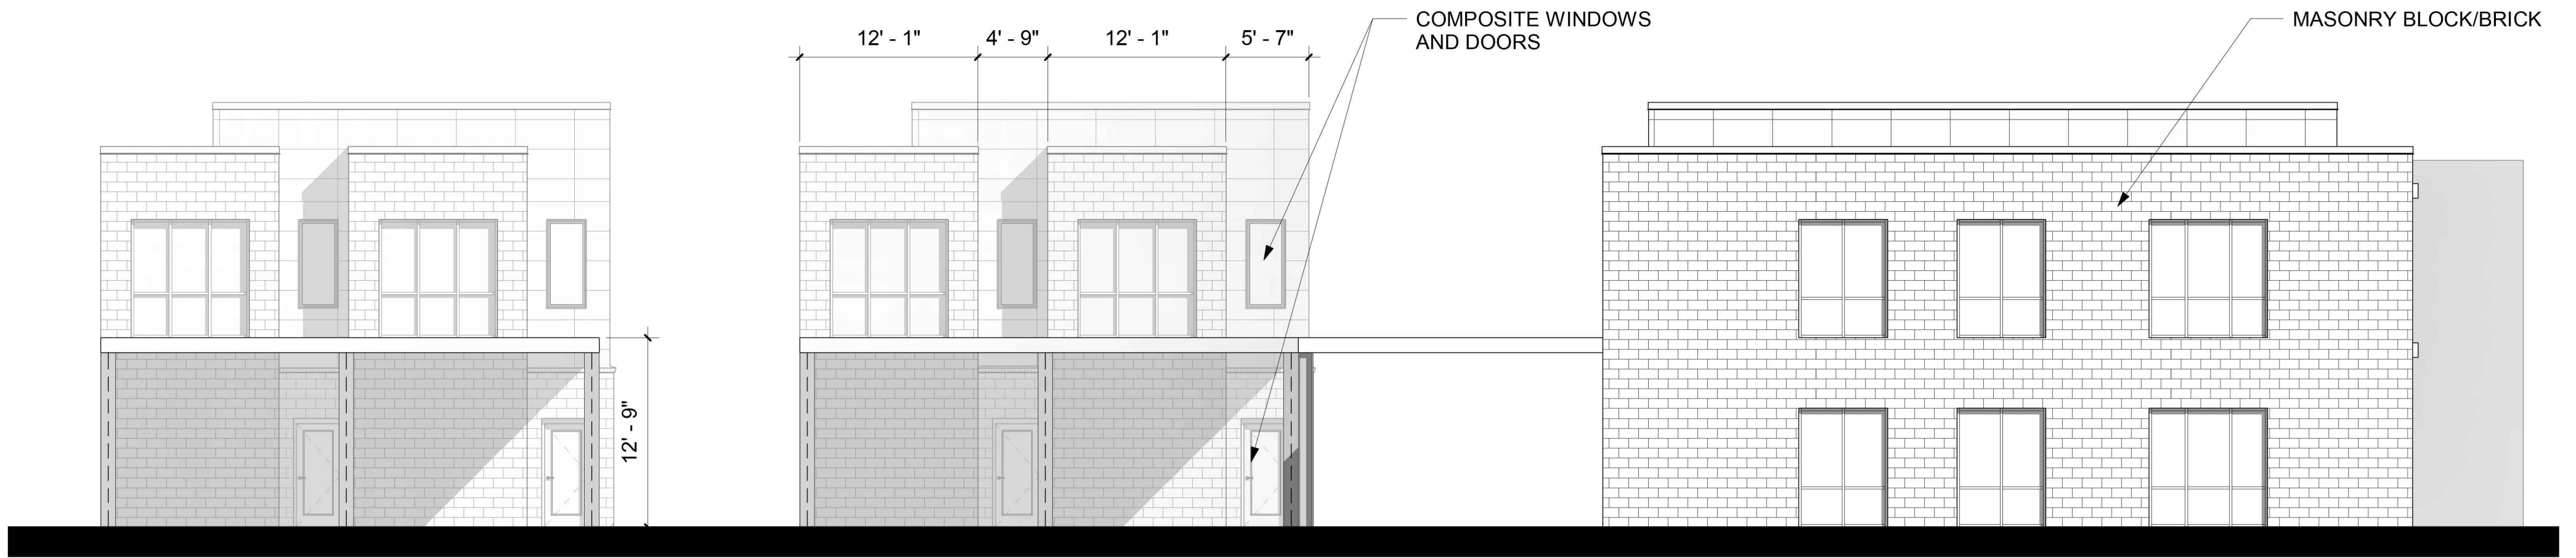 COMPOSITE WINDOWS
AND DOORS
MASONRY BLOCK/BRICK
12' - 1"
4' - 9"
12' - 1"
5' - 7"
12' - 9"